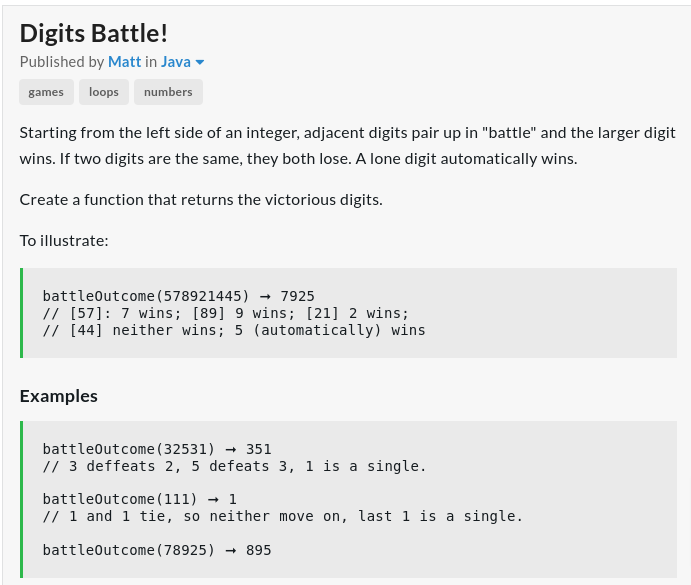 Digits Battle!
Published by Matt in Java
games loops numbers
Starting from the left side of an integer, adjacent digits pair up in "battle" and the larger digit
wins. If two digits are the same, they both lose. A lone digit automatically wins.
Create a function that returns the victorious digits.
To illustrate:
battleOutcome(578921445) ➞ 7925
// [57]: 7 wins; [89] 9 wins; [21] 2 wins;
// [44] neither wins; 5 (automatically) wins
Examples
battleOutcome(32531) ➞ 351
// 3 deffeats 2, 5 defeats 3, 1 is a single.
battleOutcome(111) ➞ 1
// 1 and 1 tie, so neither move on, last 1 is a single.
battleOutcome(78925) ➞ 895